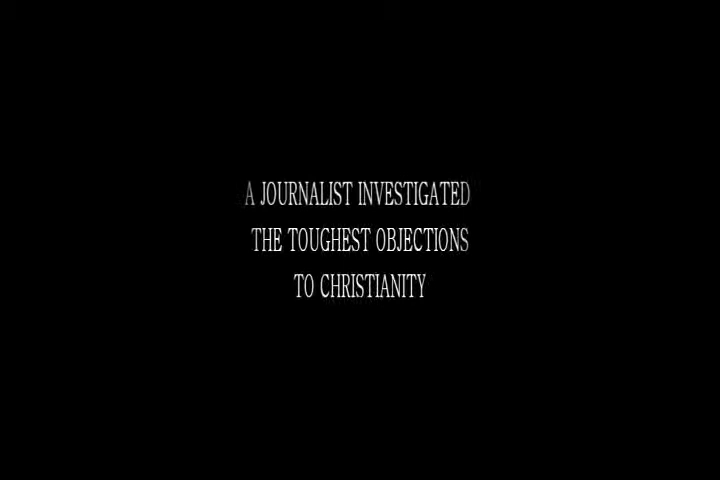 A JOURNALIST INVESTIGATED
THE TOUGHEST OBJECTIONS
TO CHRISTIANITY